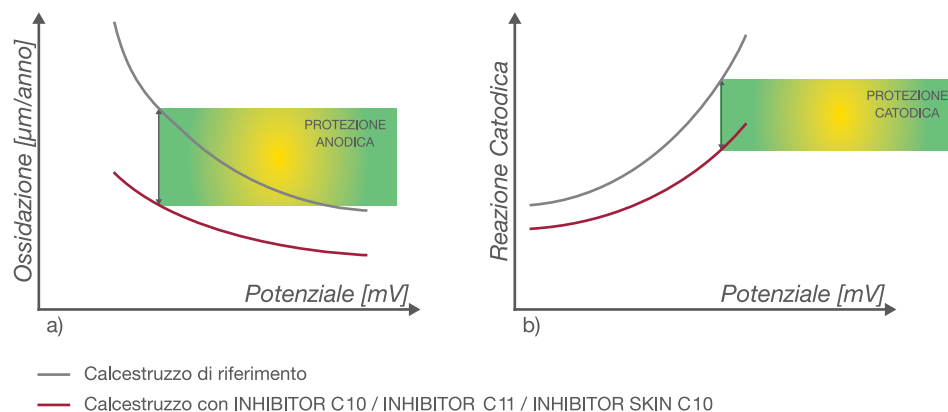 Ossidazione [µm/anno]
PROTEZIONE
ANODICA
Potenziale [mV]
a)
Reazione Catodica
PROTEZIONE
CATODICA
Potenziale [mV]
b)
Calcestruzzo di riferimento
Calcestruzzo con INHIBITOR C10 / INHIBITOR C11 / INHIBITOR SKIN C10